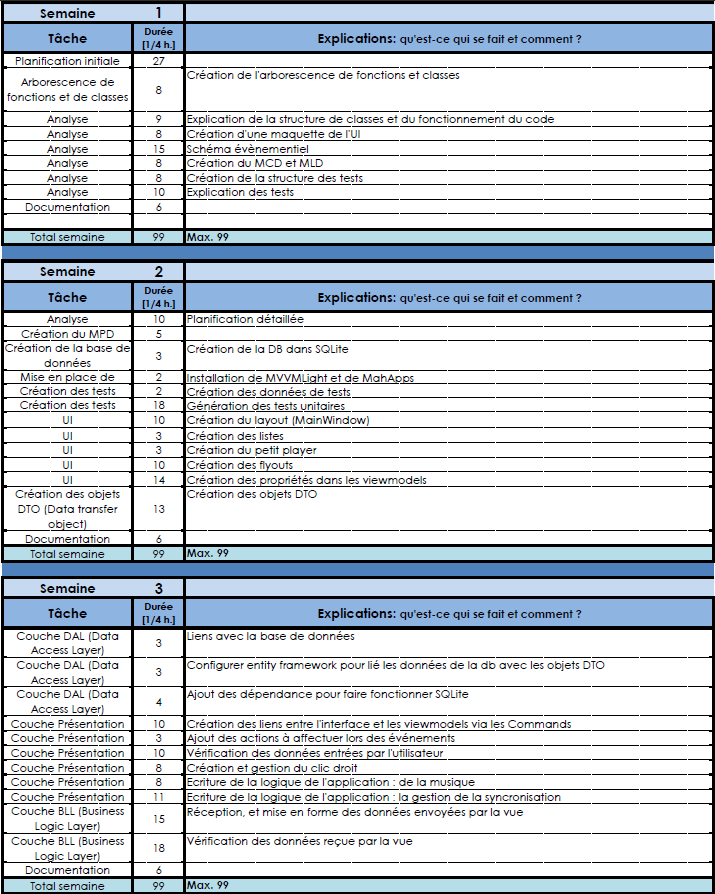 Semaine 1
Tâche Durée [1/4 h.] Explications: qu'est-ce qui se fait et comment ?
Planification initiale 27
Arborescence de fonctions et de classes 8 Création de l'arborescence de fonctions et classes
Analyse 9 Explication de la structure de classes et du fonctionnement du code
Analyse 8 Création d'une maquette de l'UI
Analyse 15 Schéma évènementiel
Analyse 8 Création du MCD et MLD
Analyse 8 Création de la structure des tests
Analyse 10 Explication des tests
Documentation 6
Total semaine 99 Max. 99
Semaine 2
Tâche Durée [1/4 h.] Explications: qu'est-ce qui se fait et comment ?
Analyse 10 Planification détaillée
Création du MPD 5
Création de la base de données 3 Création de la DB dans SQLite
Mise en place de 2 Installation de MVVMLight et de MahApps
Création des tests 2 Création des données de tests
Création des tests 18 Génération des tests unitaires
UI 10 Création du layout (MainWindow)
UI 3 Création des listes
UI 3 Création du petit player
UI 10 Création des flyouts
UI 14 Création des propriétés dans les viewmodels
Création des objets DTO (Data transfer object) 13 Création des objets DTO
Documentation 6
Total semaine 99 Max. 99
Semaine 3
Tâche Durée [1/4 h.] Explications: qu'est-ce qui se fait et comment ?
Couche DAL (Data Access Layer) 3 Liens avec la base de données
Couche DAL (Data Access Layer) 3 Configurer entity framework pour lié les données de la db avec les objets DTO
Couche DAL (Data Access Layer) 4 Ajout des dépendance pour faire fonctionner SQLite
Couche Présentation 10 Création des liens entre l'interface et les viewmodels via les Commands
Couche Présentation 3 Ajout des actions à affectuer lors des événements
Couche Présentation 10 Vérification des données entrées par l'utilisateur
Couche Présentation 8 Création et gestion du clic droit
Couche Présentation 8 Ecriture de la logique de l'application : de la musique
Couche Présentation 11 Ecriture de la logique de l'application : la gestion de la syncronisation
Couche BLL (Business Logic Layer) 15 Réception, et mise en forme des données envoyées par la vue
Couche BLL (Business Logic Layer) 18 Vérification des données reçue par la vue
Documentation 6
Total semaine 99 Max. 99